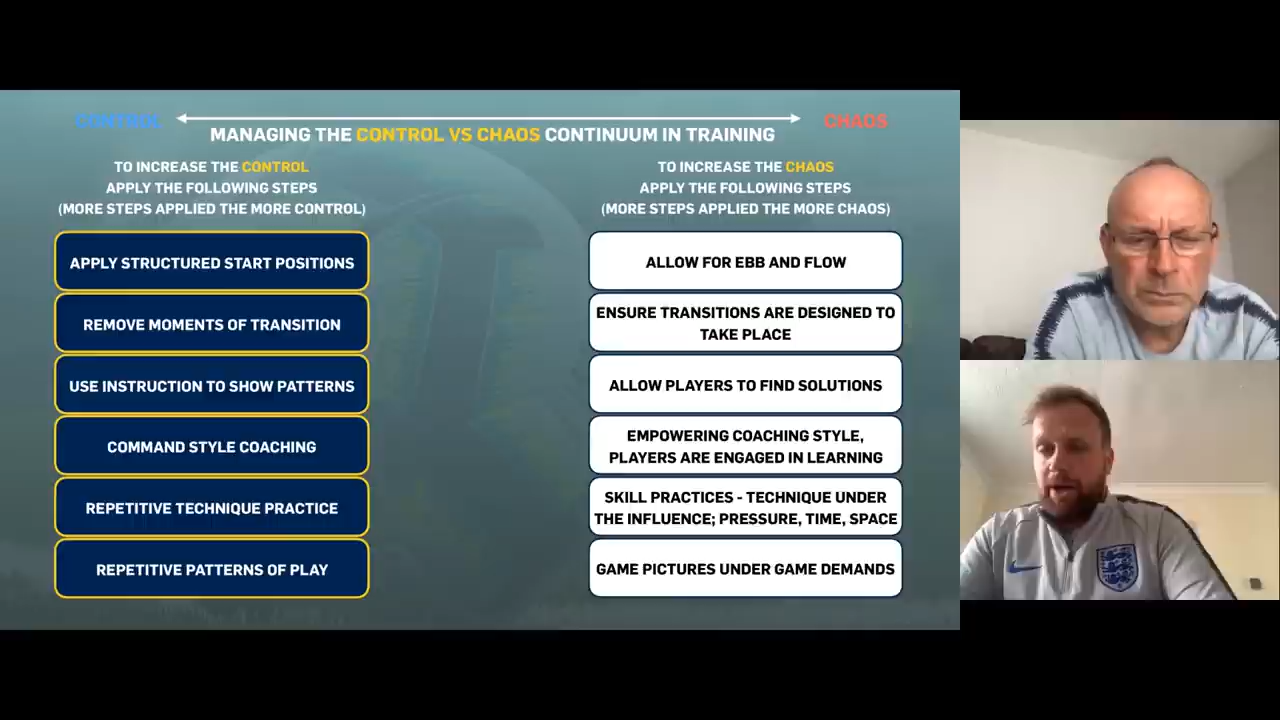 CONTROL
CHAOS
MANAGING THE CONTROL VS CHAOS CONTINUUM IN TRAINING
TO INCREASE THE CONTROL
APPLY THE FOLLOWING STEPS
(MORE STEPS APPLIED THE MORE CONTROL)
APPLY STRUCTURED START POSITIONS
REMOVE MOMENTS OF TRANSITION
USE INSTRUCTION TO SHOW PATTERNS
COMMAND STYLE COACHING
REPETITIVE TECHNIQUE PRACTICE
REPETITIVE PATTERNS OF PLAY
TO INCREASE THE CHAOS
APPLY THE FOLLOWING STEPS
(MORE STEPS APPLIED THE MORE CHAOS)
ALLOW FOR EBB AND FLOW
ENSURE TRANSITIONS ARE DESIGNED TO
TAKE PLACE
ALLOW PLAYERS TO FIND SOLUTIONS
EMPOWERING COACHING STYLE,
PLAYERS ARE ENGAGED IN LEARNING
SKILL PRACTICES - TECHNIQUE UNDER
THE INFLUENCE; PRESSURE, TIME, SPACE
GAME PICTURES UNDER GAME DEMANDS